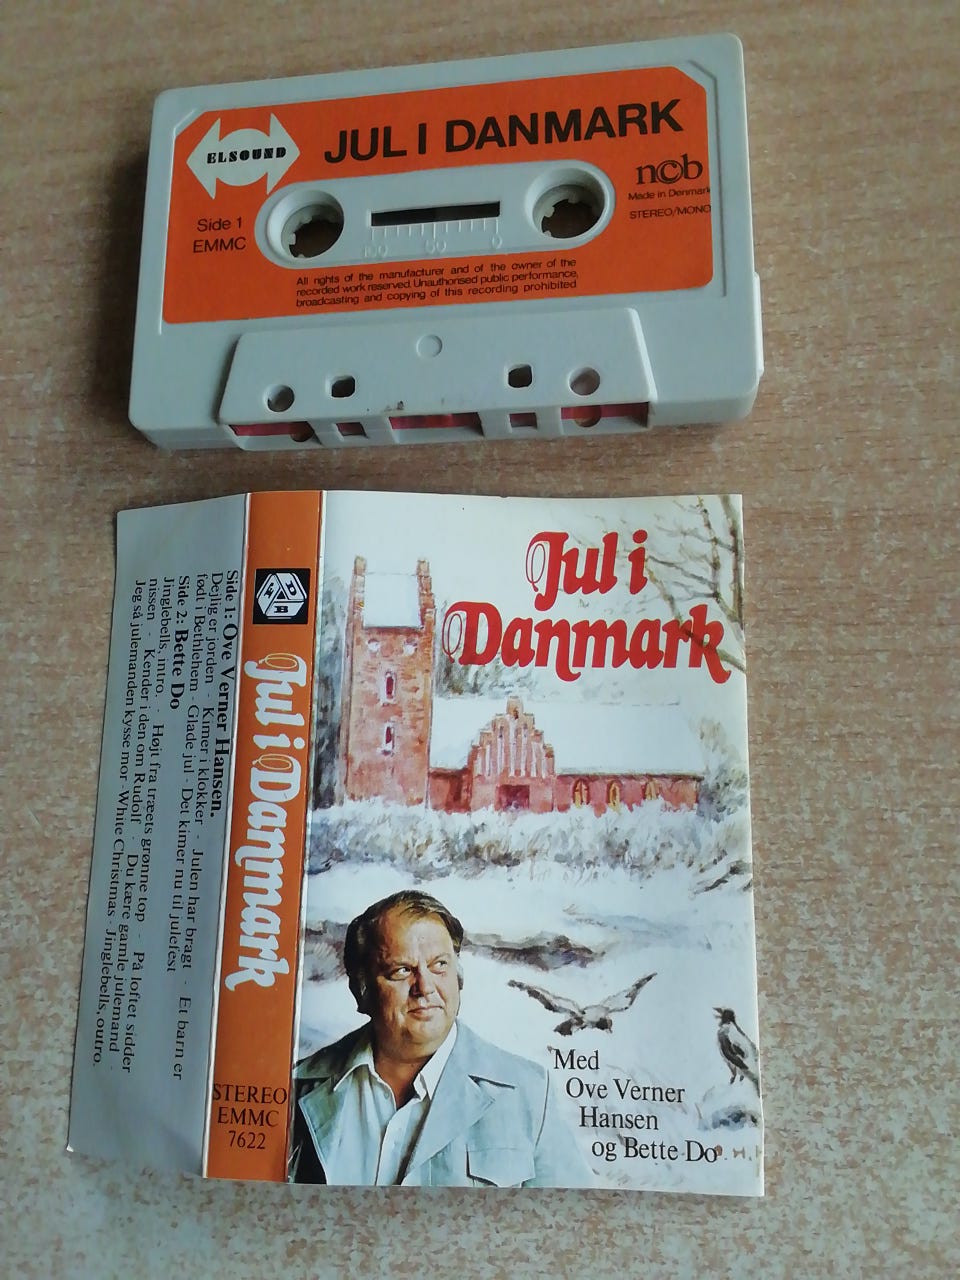 ELSOUND
JUL I DANMARK
Side 1
EMMC
ncb
Made in Denmark
STEREO/MONO
100 50 0
All rights of the manufacturer and of the owner of the
recorded work reserved. Unauthorised public performance,
broadcasting and copying of this recording prohibited
Jul i
Danmark
Med
Ove Verner
Hansen
og Bette Do
Jul i Danmark
STEREO
EMMC
7622
Side 1: Ove Verner Hansen.
Dejlig er jorden - Kimer i klokker - Julen har bragt - Et barn er
født i Bethlehem - Glade jul - Det kimer nu til julefest
Side 2: Bette Do
Jinglebells, intro. - Højt fra træets grønne top - På loftet sidder
nissen - Kender i den om Rudolf - Du kære gamle julemand -
Jeg så julemanden kysse mor - White Christmas - Jinglebells, outro.